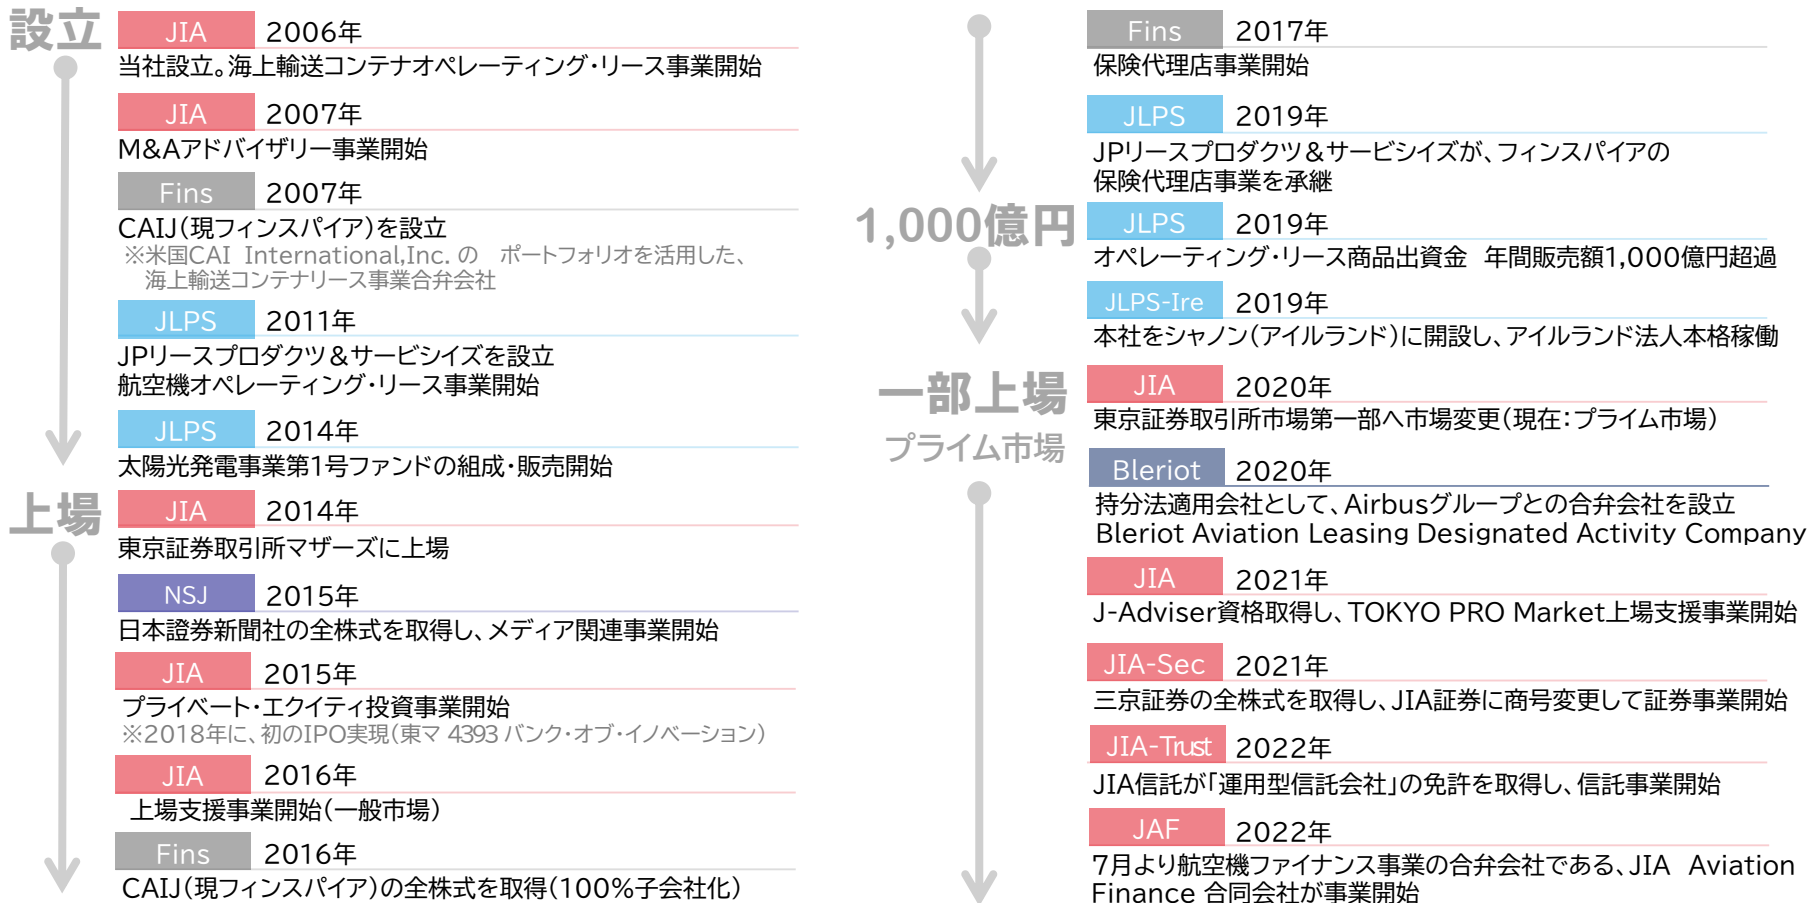 設立
JIA 2006年
当社設立。海上輸送コンテナオペレーティング・リース事業開始
JIA 2007年
M&Aアドバイザリー事業開始
Fins 2007年
CAIJ(現フィンスパイア)を設立
※米国CAI International,Inc. の ポートフォリオを活用した、
海上輸送コンテナリース事業合弁会社
JLPS 2011年
JPリースプロダクツ&サービシイズを設立
航空機オペレーティング・リース事業開始
JLPS 2014年
太陽光発電事業第1号ファンドの組成・販売開始
上場
JIA 2014年
東京証券取引所マザーズに上場
NSJ 2015年
日本證券新聞社の全株式を取得し、メディア関連事業開始
JIA 2015年
プライベート・エクイティ投資事業開始
※2018年に、初のIPO実現(東マ 4393 バンク・オブ・イノベーション)
JIA 2016年
上場支援事業開始(一般市場)
Fins 2016年
CAIJ(現フィンスパイア)の全株式を取得(100%子会社化)
Fins 2017年
保険代理店事業開始
JLPS 2019年
JPリースプロダクツ&サービシイズが、フィンスパイアの
保険代理店事業を承継
1,000億円
JLPS 2019年
オペレーティング・リース商品出資金 年間販売額1,000億円超過
JLPS-Ire 2019年
本社をシャノン(アイルランド)に開設し、アイルランド法人本格稼働
一部上場
プライム市場
JIA 2020年
東京証券取引所市場第一部へ市場変更(現在:プライム市場)
Bleriot 2020年
持分法適用会社として、Airbusグループとの合弁会社を設立
Bleriot Aviation Leasing Designated Activity Company
JIA 2021年
J-Adviser資格取得し、TOKYO PRO Market上場支援事業開始
JIA-Sec 2021年
三京証券の全株式を取得し、JIA証券に商号変更して証券事業開始
JIA-Trust 2022年
JIA信託が「運用型信託会社」の免許を取得し、信託事業開始
JAF 2022年
7月より航空機ファイナンス事業の合弁会社である、JIA Aviation
Finance 合同会社が事業開始